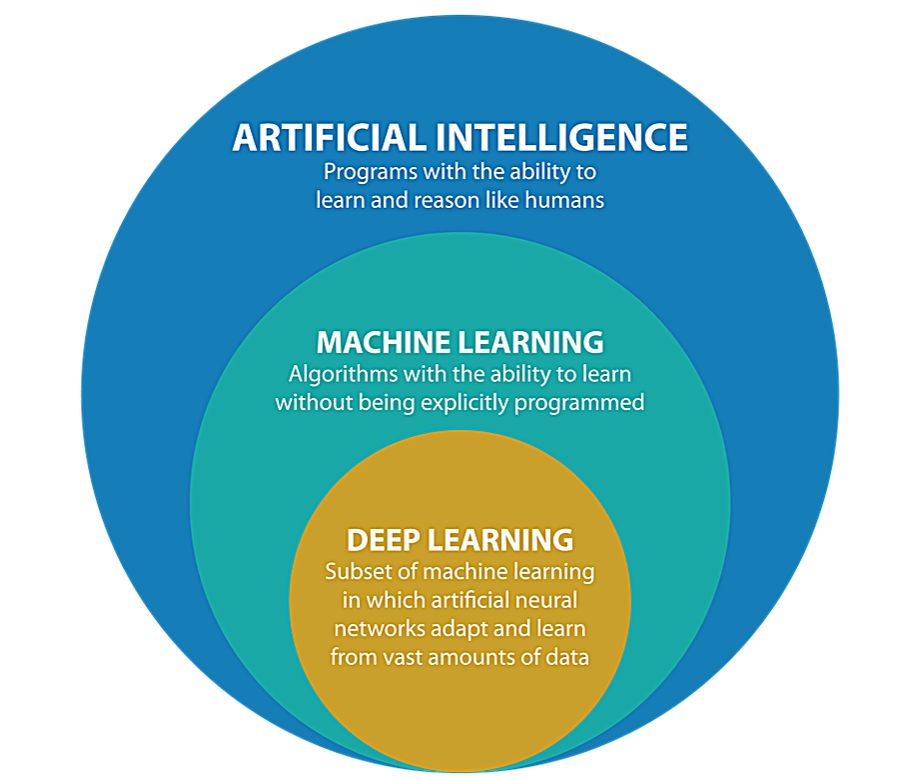 ARTIFICIAL INTELLIGENCE
Programs with the ability to
learn and reason like humans
MACHINE LEARNING
Algorithms with the ability to learn
without being explicitly programmed
DEEP LEARNING
Subset of machine learning
in which artificial neural
networks adapt and learn
from vast amounts of data